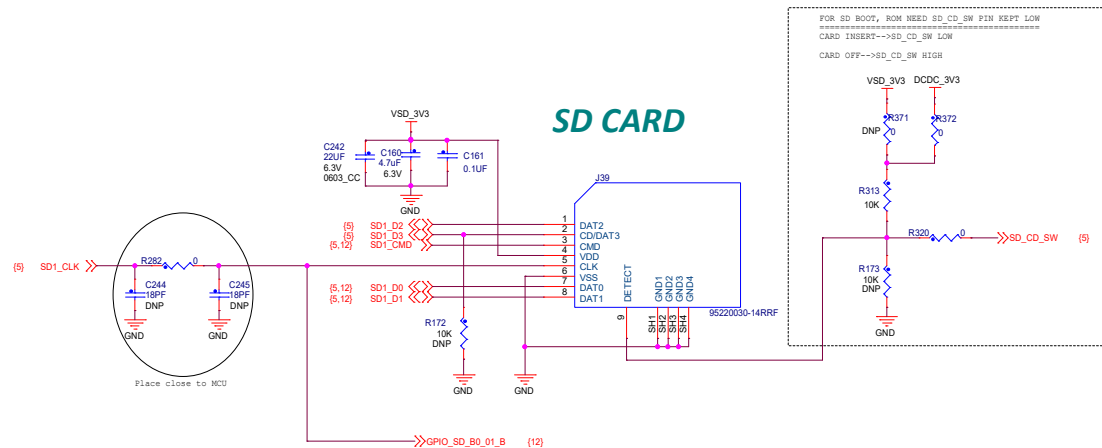 FOR SD BOOT, ROM NEED SD_CD_SW PIN KEPT LOW
========================================
CARD INSERT-->SD_CD_SW LOW
CARD OFF-->SD_CD_SW HIGH
VSD_3V3 DCDC_3V3
R371 R372
DNP 0 0
SD CARD
VSD_3V3
C242 C160 C161
22UF 4.7uF 0.1UF
6.3V 6.3V
0603_CC
GND
J39
R313
10K
{5} SD1_D2 1 DAT2
{5} SD1_D3 2 CD/DAT3
{5,12} SD1_CMD 3 CMD
4 VDD
{5} SD1_CLK R282 0 5 CLK
6 VSS
{5,12} SD1_D0 7 DAT0
{5,12} SD1_D1 8 DAT1
R320 0 SD_CD_SW {5}
DETECT GND1 GND2 GND3 GND4
9 SH1 SH2 SH3 SH4
95220030-14RRF
C244 C245
18PF 18PF
DNP DNP
GND GND
R173
10K
DNP
GND
R172
10K
DNP
GND GND
Place close to MCU
GPIO_SD_B0_01_B {12}